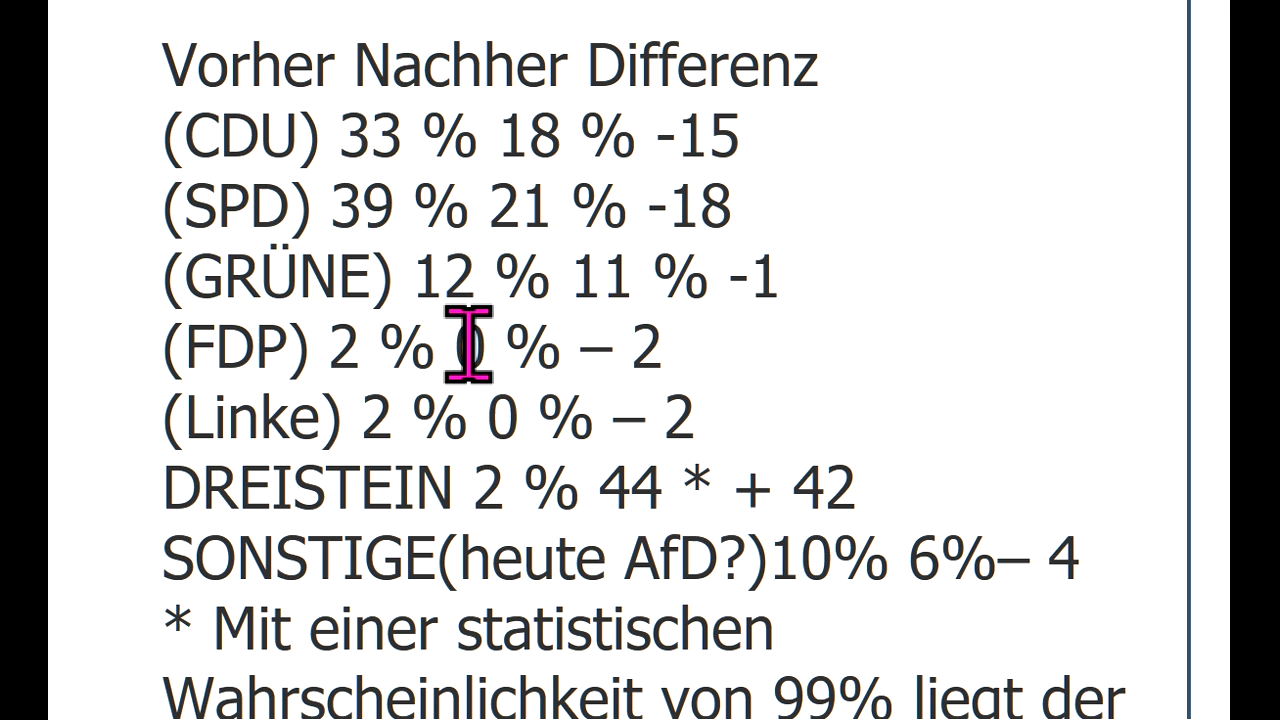 Vorher Nachher Differenz
(CDU) 33 % 18 % -15
(SPD) 39 % 21 % -18
(GRÜNE) 12 % 11 % -1
(FDP) 2 % 0 % – 2
(Linke) 2 % 0 % – 2
DREISTEIN 2 % 44 * + 42
SONSTIGE(heute AfD?)10% 6%– 4
* Mit einer statistischen
Wahrscheinlichkeit von 99% liegt der